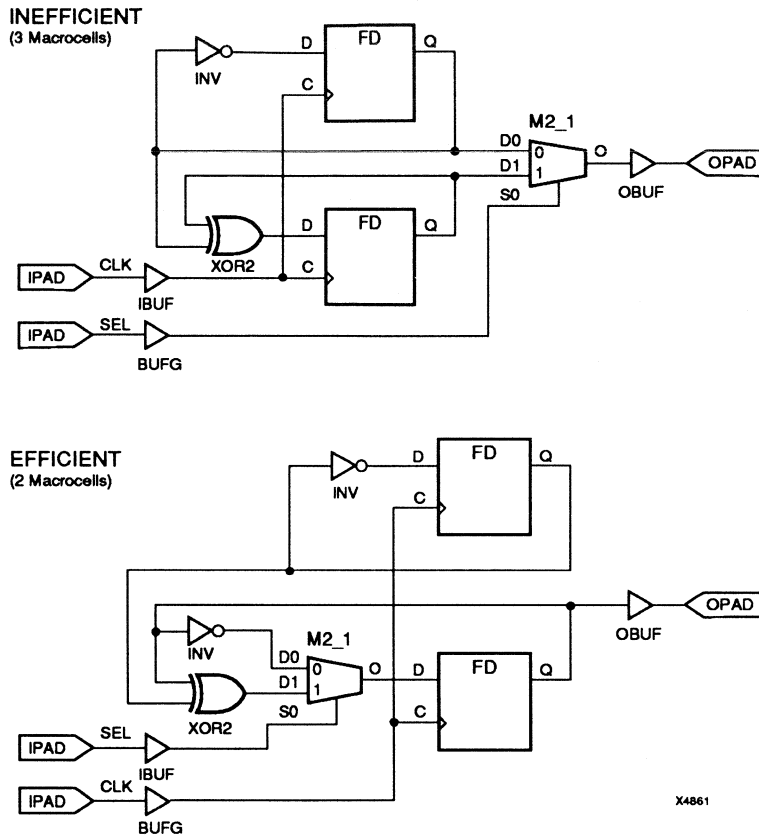 INEFFICIENT
(3 Macrocells)
D FD Q
INV
C
M2_1
D0 0 O
D1 1
OBUF
OPAD
S0
D FD Q
XOR2
C
IPAD CLK
IBUF
IPAD SEL
BUFG
EFFICIENT
(2 Macrocells)
D FD Q
INV
C
OPAD
OBUF
INV
M2_1
D0 0 O
D1 1
D FD Q
XOR2
S0
C
IPAD SEL
IBUF
IPAD CLK
BUFG
X4861